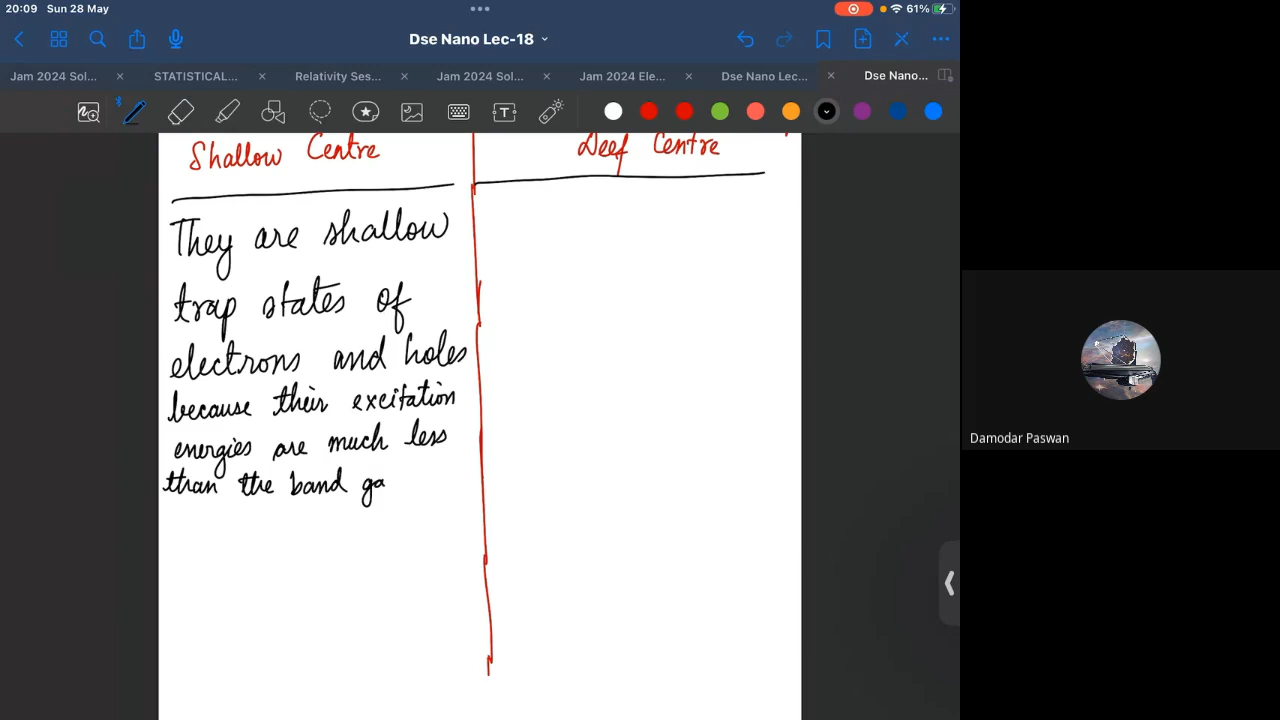 20:09 Sun 28 May
61%
Dse Nano Lec-18
Jam 2024 Sol...
STATISTICAL...
Relativity Ses...
Jam 2024 Sol...
Jam 2024 Ele...
Dse Nano Lec...
Dse Nano...
Shallow Centre
Deef Centre
They are shallow
trap states of
electrons and holes
because their excitation
energies are much less
than the band ga
Damodar Paswan